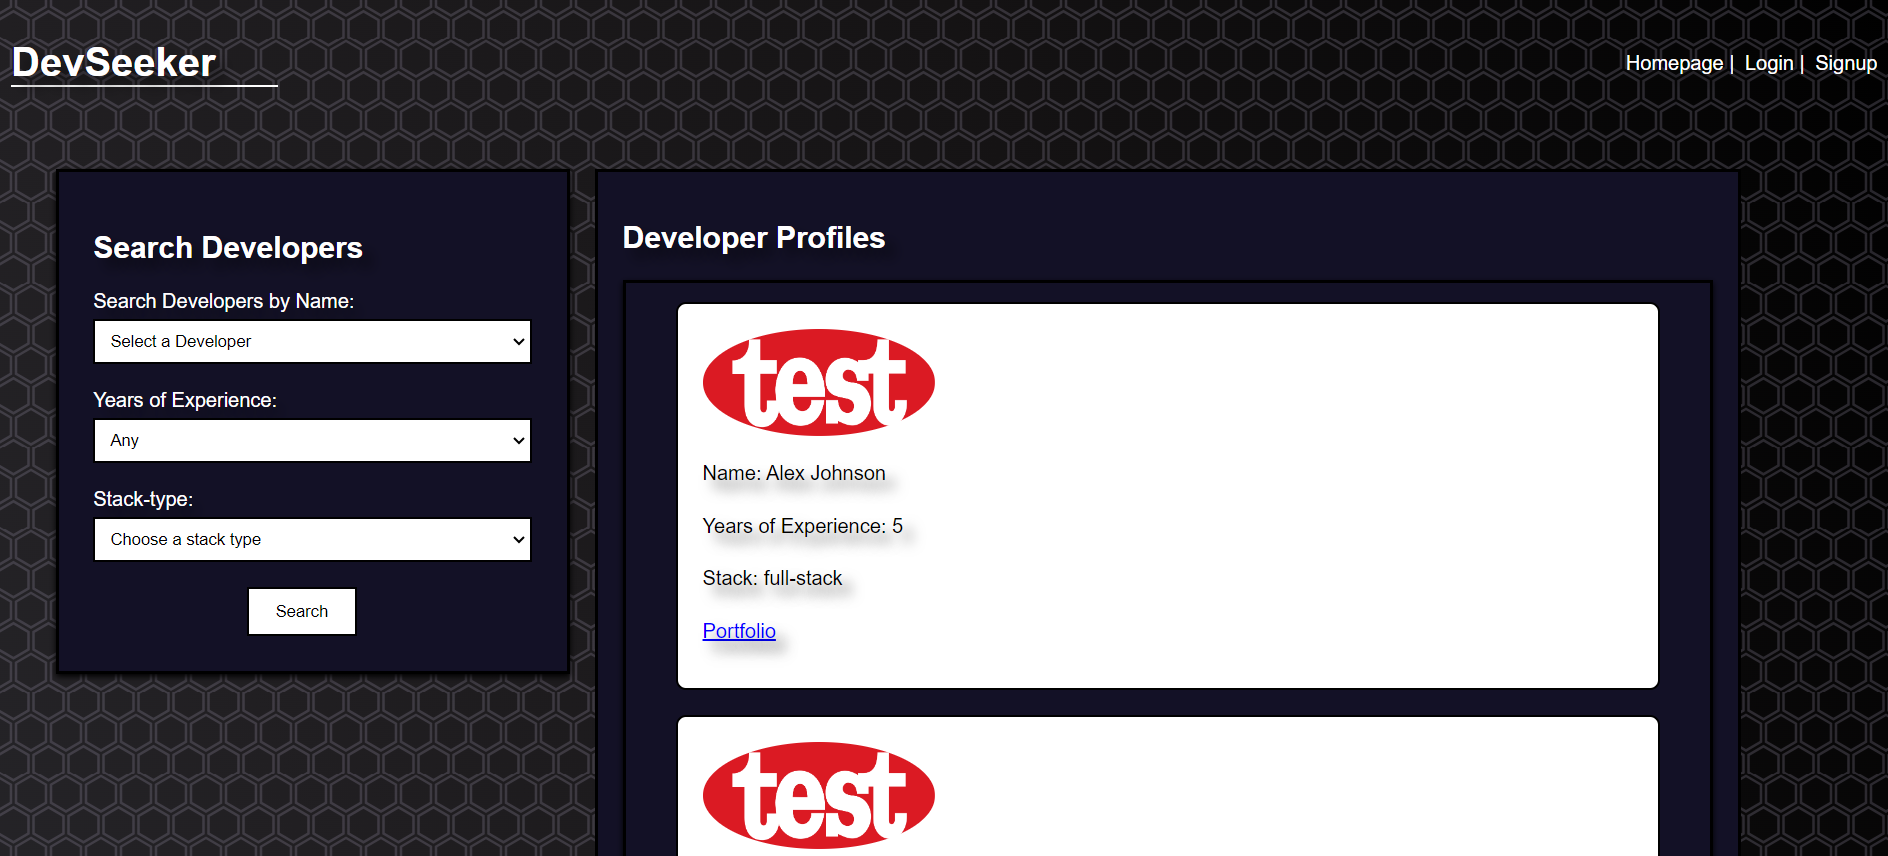 DevSeeker
Homepage | Login | Signup
Search Developers
Search Developers by Name:
Select a Developer
Years of Experience:
Any
Stack-type:
Choose a stack type
Search
Developer Profiles
test
Name: Alex Johnson
Years of Experience: 5
Stack: full-stack
Portfolio
test